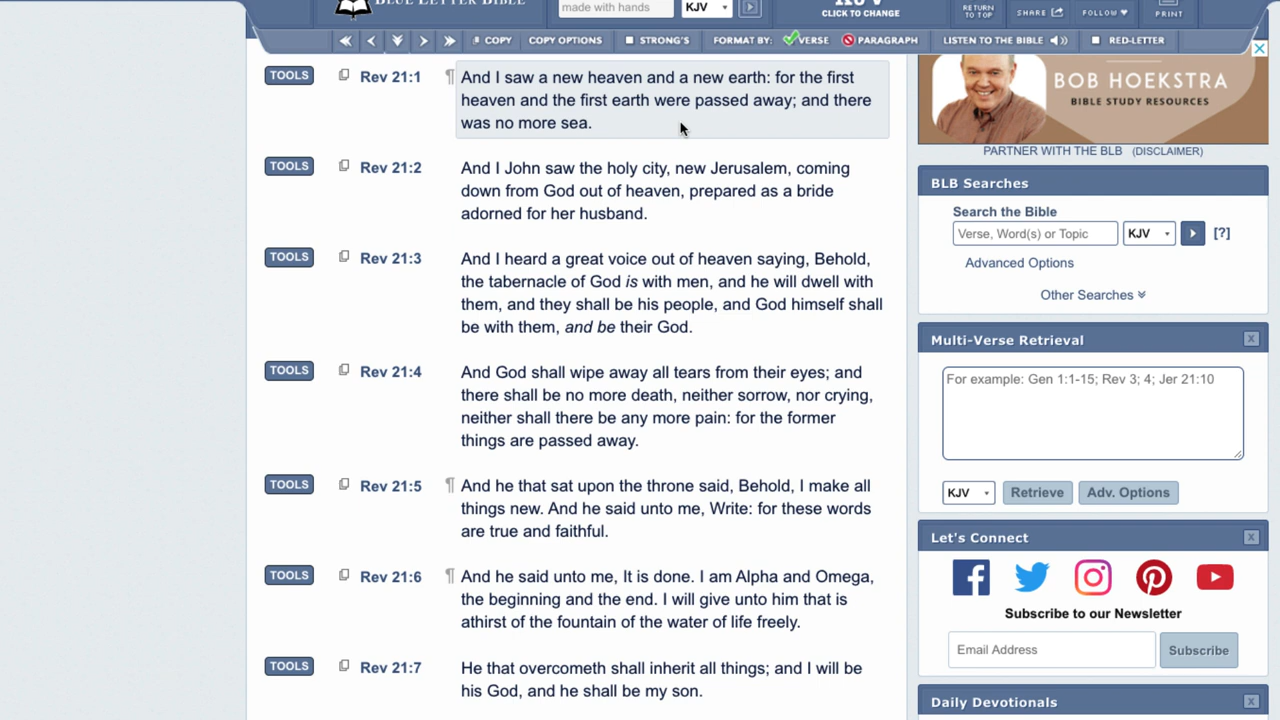 BLUE LETTER BIBLE
made with hands
KJV
CLICK TO CHANGE
RETURN
TO TOP
SHARE
FOLLOW
PRINT
COPY
COPY OPTIONS
STRONG'S
FORMAT BY:
VERSE
PARAGRAPH
LISTEN TO THE BIBLE
RED-LETTER
TOOLS
Rev 21:1
¶ And I saw a new heaven and a new earth: for the first
heaven and the first earth were passed away; and there
was no more sea.
TOOLS
Rev 21:2
And I John saw the holy city, new Jerusalem, coming
down from God out of heaven, prepared as a bride
adorned for her husband.
TOOLS
Rev 21:3
And I heard a great voice out of heaven saying, Behold,
the tabernacle of God is with men, and he will dwell with
them, and they shall be his people, and God himself shall
be with them, and be their God.
TOOLS
Rev 21:4
And God shall wipe away all tears from their eyes; and
there shall be no more death, neither sorrow, nor crying,
neither shall there be any more pain: for the former
things are passed away.
TOOLS
Rev 21:5
¶ And he that sat upon the throne said, Behold, I make all
things new. And he said unto me, Write: for these words
are true and faithful.
TOOLS
Rev 21:6
¶ And he said unto me, It is done. I am Alpha and Omega,
the beginning and the end. I will give unto him that is
athirst of the fountain of the water of life freely.
TOOLS
Rev 21:7
He that overcometh shall inherit all things; and I will be
his God, and he shall be my son.
BOB HOEKSTRA
BIBLE STUDY RESOURCES
PARTNER WITH THE BLB (DISCLAIMER)
BLB Searches
Search the Bible
Verse, Word(s) or Topic
KJV
[?]
Advanced Options
Other Searches
Multi-Verse Retrieval
X
For example: Gen 1:1-15; Rev 3; 4; Jer 21:10
KJV
Retrieve
Adv. Options
Let's Connect
X
Subscribe to our Newsletter
Email Address
Subscribe
Daily Devotionals
X